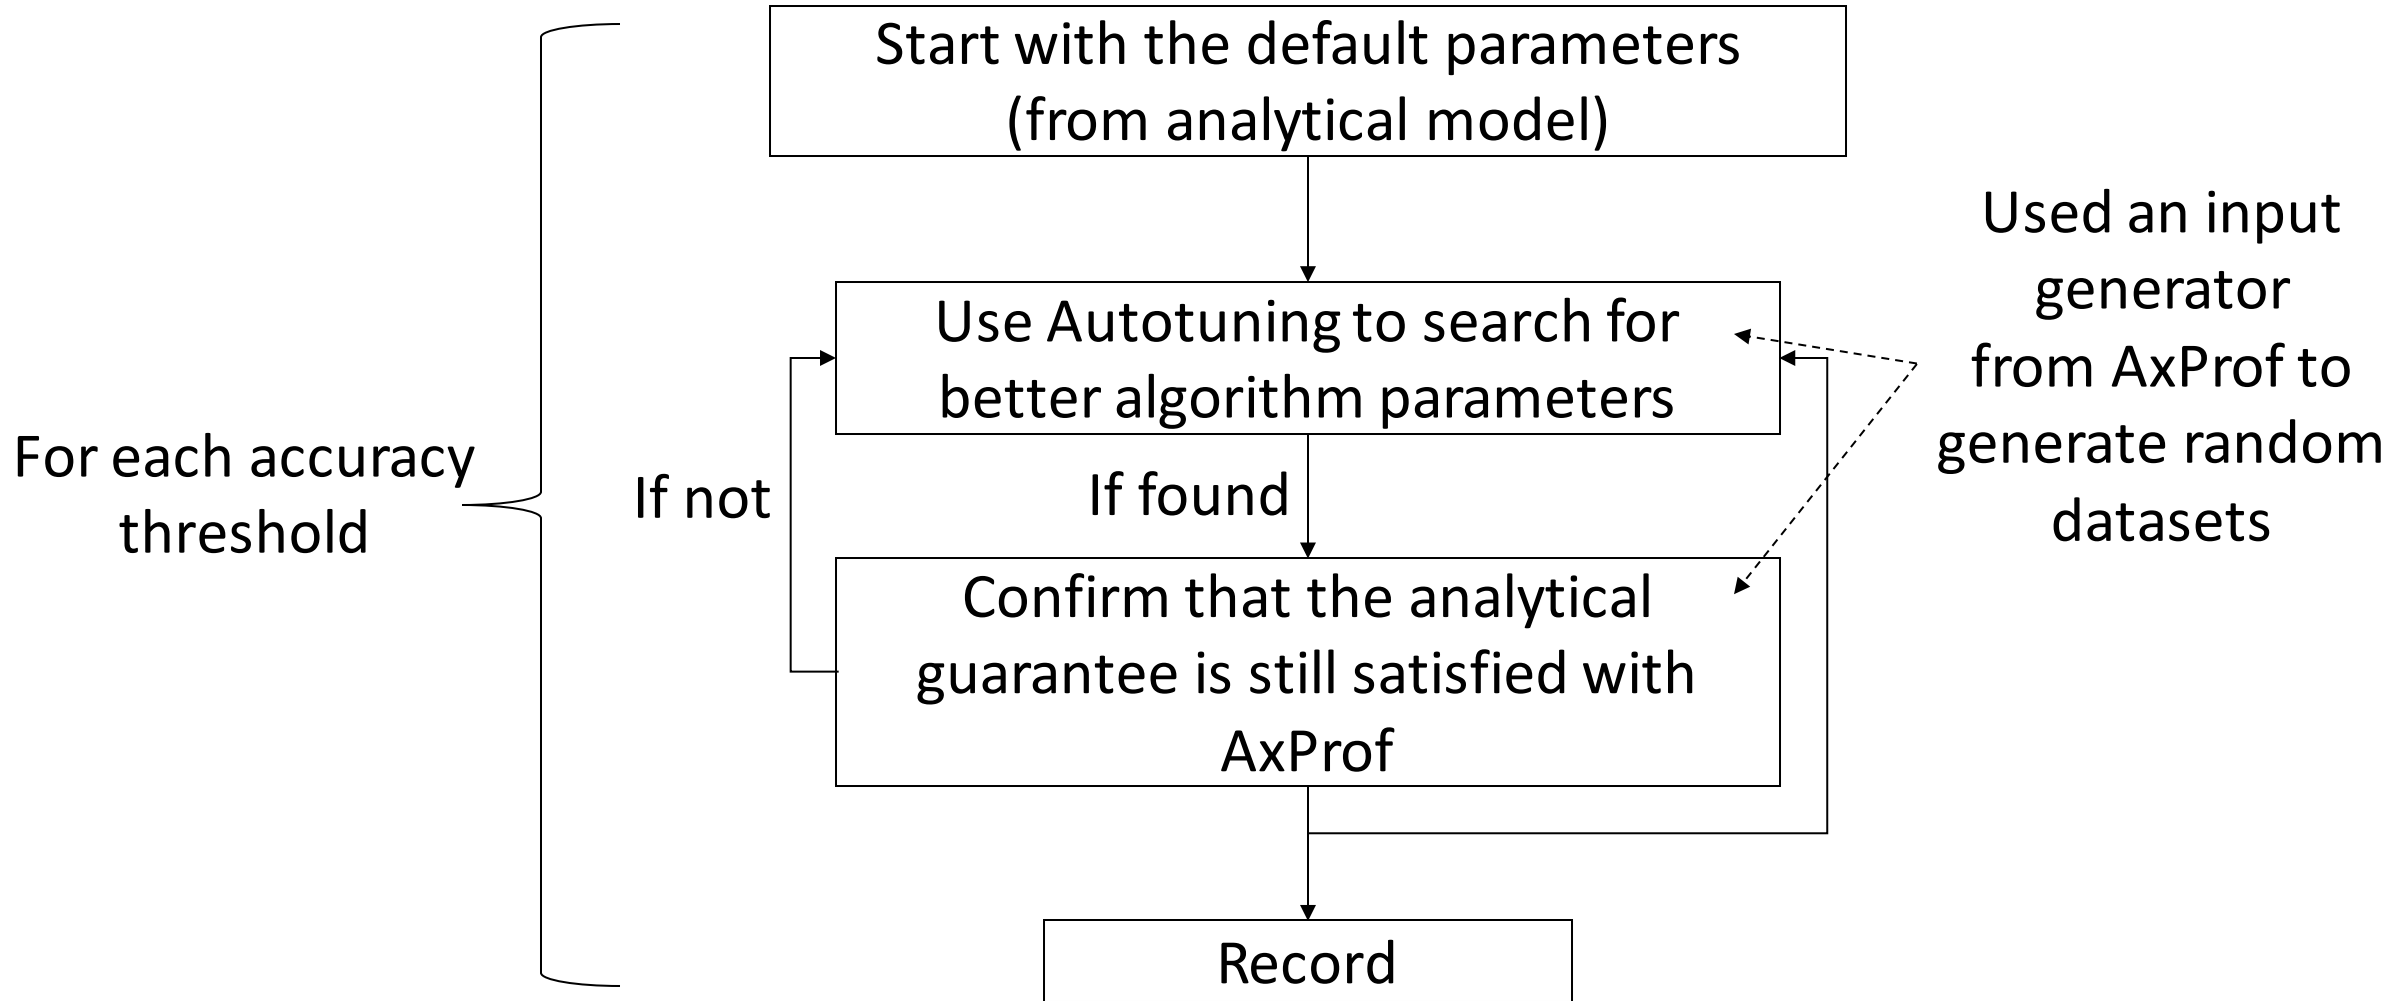 Start with the default parameters
(from analytical model)
Used an input
generator
from AxProf to
generate random
datasets
Use Autotuning to search for
better algorithm parameters
For each accuracy
threshold
If not
If found
Confirm that the analytical
guarantee is still satisfied with
AxProf
Record